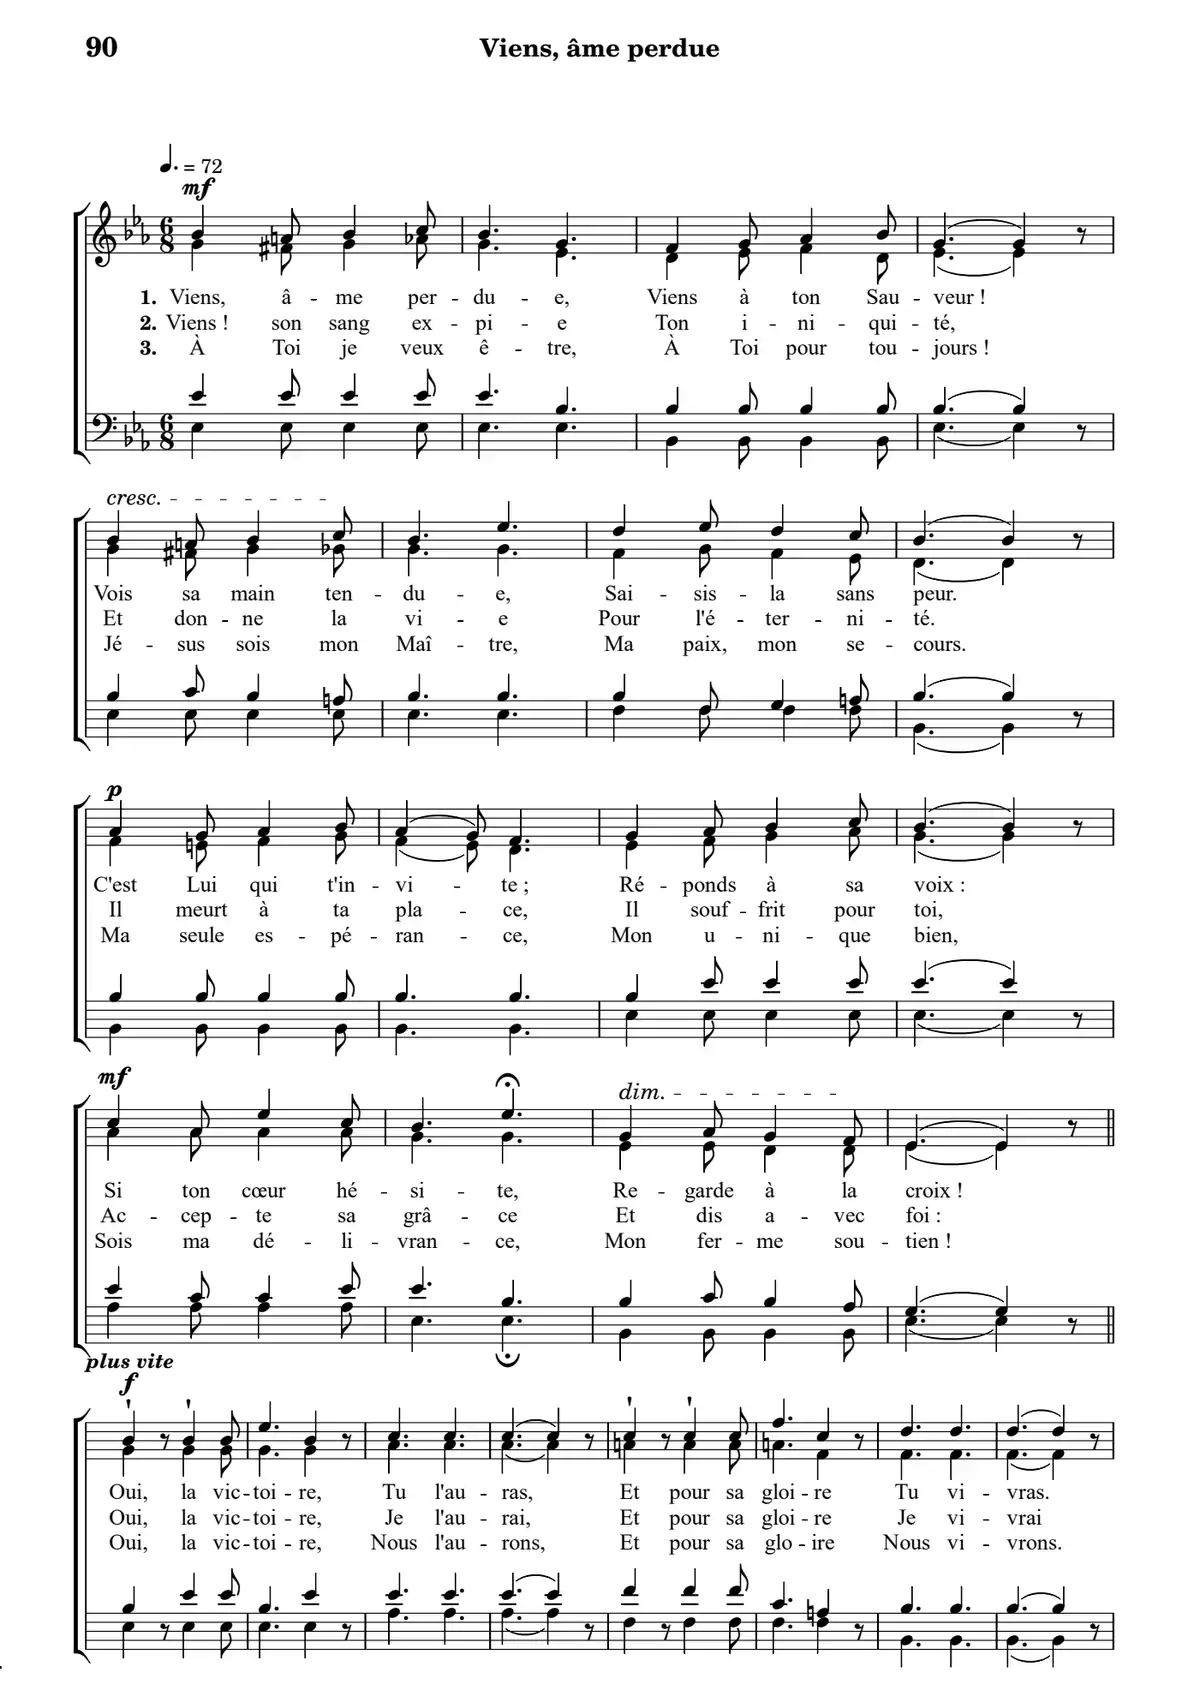 90 Viens, âme perdue
♩. = 72
mf
6 8
1. Viens, â - me per - du - e, Viens à ton Sau - veur !
2. Viens ! son sang ex - pi - e Ton i - ni - qui - té,
3. À Toi je veux ê - tre, À Toi pour tou - jours !
6 8
cresc.
Vois sa main ten - du - e, Sai - sis - la sans peur.
Et don - ne la vi - e Pour l'é - ter - ni - té.
Jé - sus sois mon Maî - tre, Ma paix, mon se - cours.
p
C'est Lui qui t'in - vi - te ; Ré - ponds à sa voix :
Il meurt à ta pla - ce, Il souf - frit pour toi,
Ma seule es - pé - ran - ce, Mon u - ni - que bien,
mf
dim.
Si ton cœur hé - si - te, Re - garde à la croix !
Ac - cep - te sa grâ - ce Et dis a - vec foi :
Sois ma dé - li - vran - ce, Mon fer - me sou - tien !
plus vite
f
Oui, la vic - toi - re, Tu l'au - ras, Et pour sa gloi - re Tu vi - vras.
Oui, la vic - toi - re, Je l'au - rai, Et pour sa gloi - re Je vi - vrai
Oui, la vic - toi - re, Nous l'au - rons, Et pour sa glo - ire Nous vi - vrons.